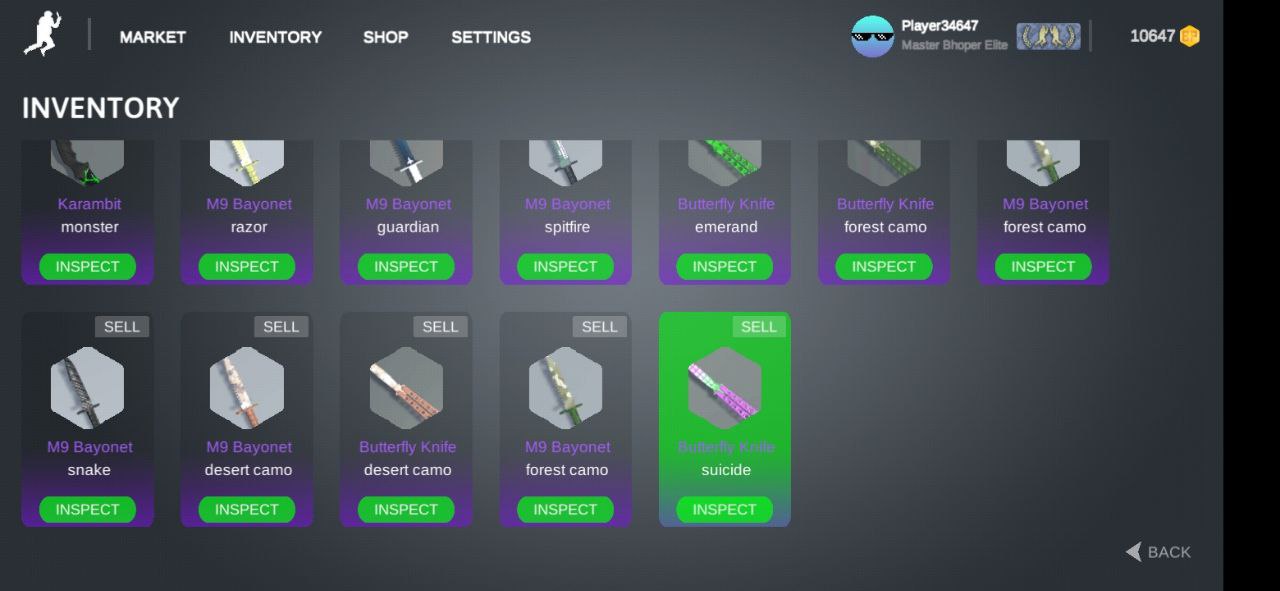 MARKET INVENTORY SHOP SETTINGS
Player34647
Master Bhoper Elite
10647
INVENTORY
Karambit M9 Bayonet M9 Bayonet M9 Bayonet Butterfly Knife Butterfly Knife M9 Bayonet
monster razor guardian spitfire emerand forest camo forest camo
INSPECT INSPECT INSPECT INSPECT INSPECT INSPECT INSPECT
SELL SELL SELL SELL SELL
M9 Bayonet M9 Bayonet Butterfly Knife M9 Bayonet Butterfly Knife
snake desert camo desert camo forest camo suicide
INSPECT INSPECT INSPECT INSPECT INSPECT
BACK